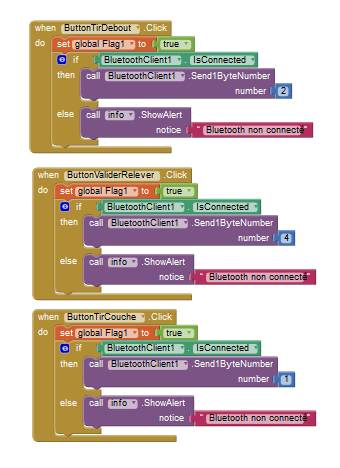 when ButtonTirDebout .Click
do set global Flag1 to true
if BluetoothClient1 . IsConnected
then call BluetoothClient1 .Send1ByteNumber
number 2
else call info .ShowAlert
notice " Bluetooth non connecté "
when ButtonValiderRelever .Click
do set global Flag1 to true
if BluetoothClient1 . IsConnected
then call BluetoothClient1 .Send1ByteNumber
number 4
else call info .ShowAlert
notice " Bluetooth non connecté "
when ButtonTirCouche .Click
do set global Flag1 to true
if BluetoothClient1 . IsConnected
then call BluetoothClient1 .Send1ByteNumber
number 1
else call info .ShowAlert
notice " Bluetooth non connecté "